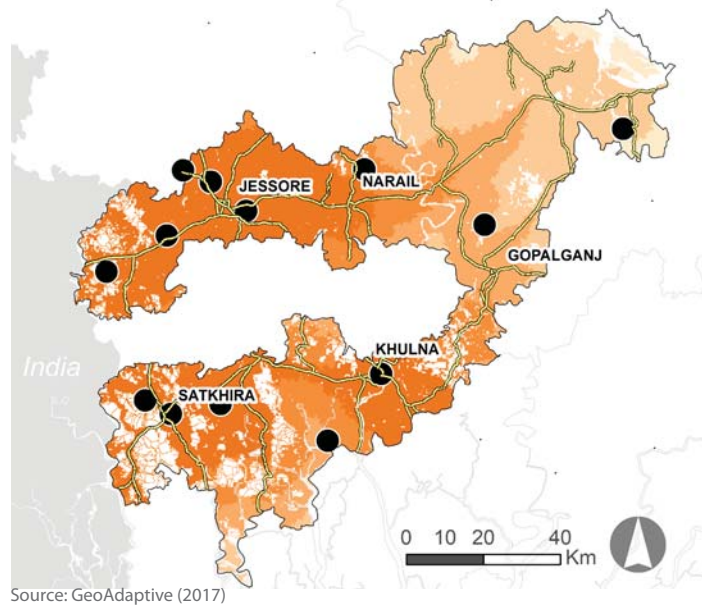 JESSORE
NARAIL
GOPALGANJ
KHULNA
India
SATKHIRA
0 10 20 40
Km
Source: GeoAdaptive (2017)